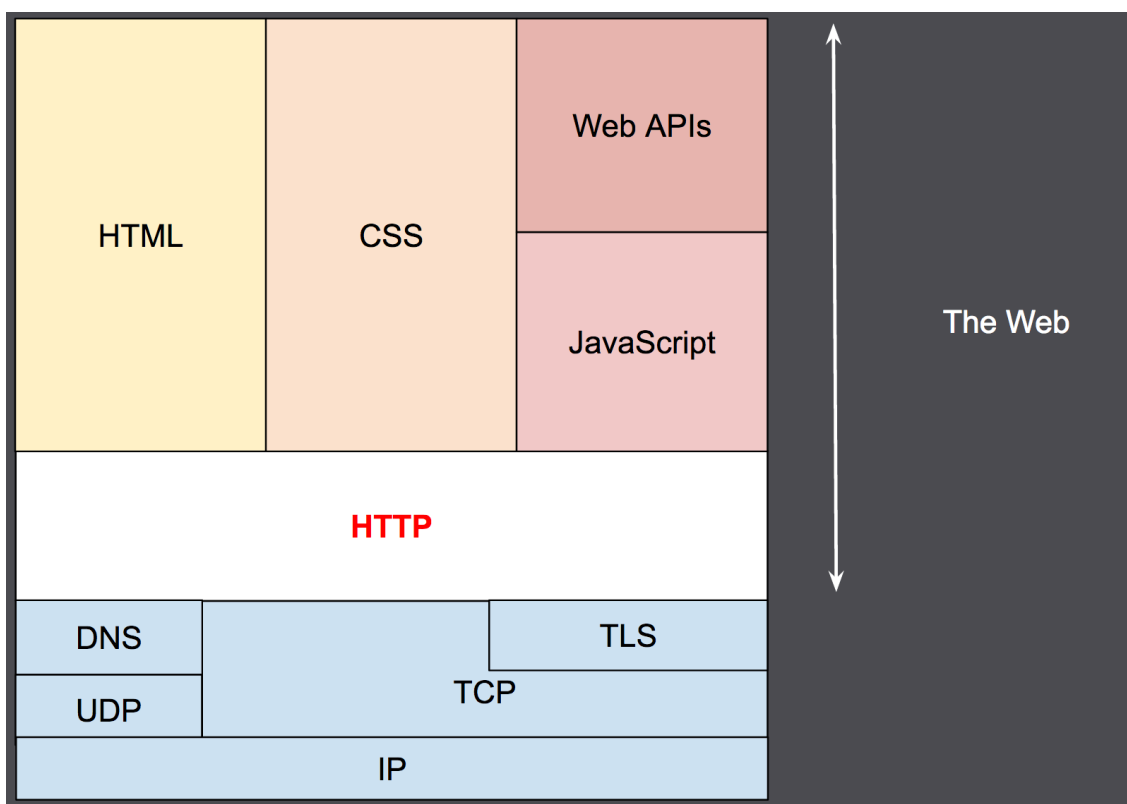 Web APIs
HTML
CSS
The Web
JavaScript
HTTP
DNS
TLS
TCP
UDP
IP